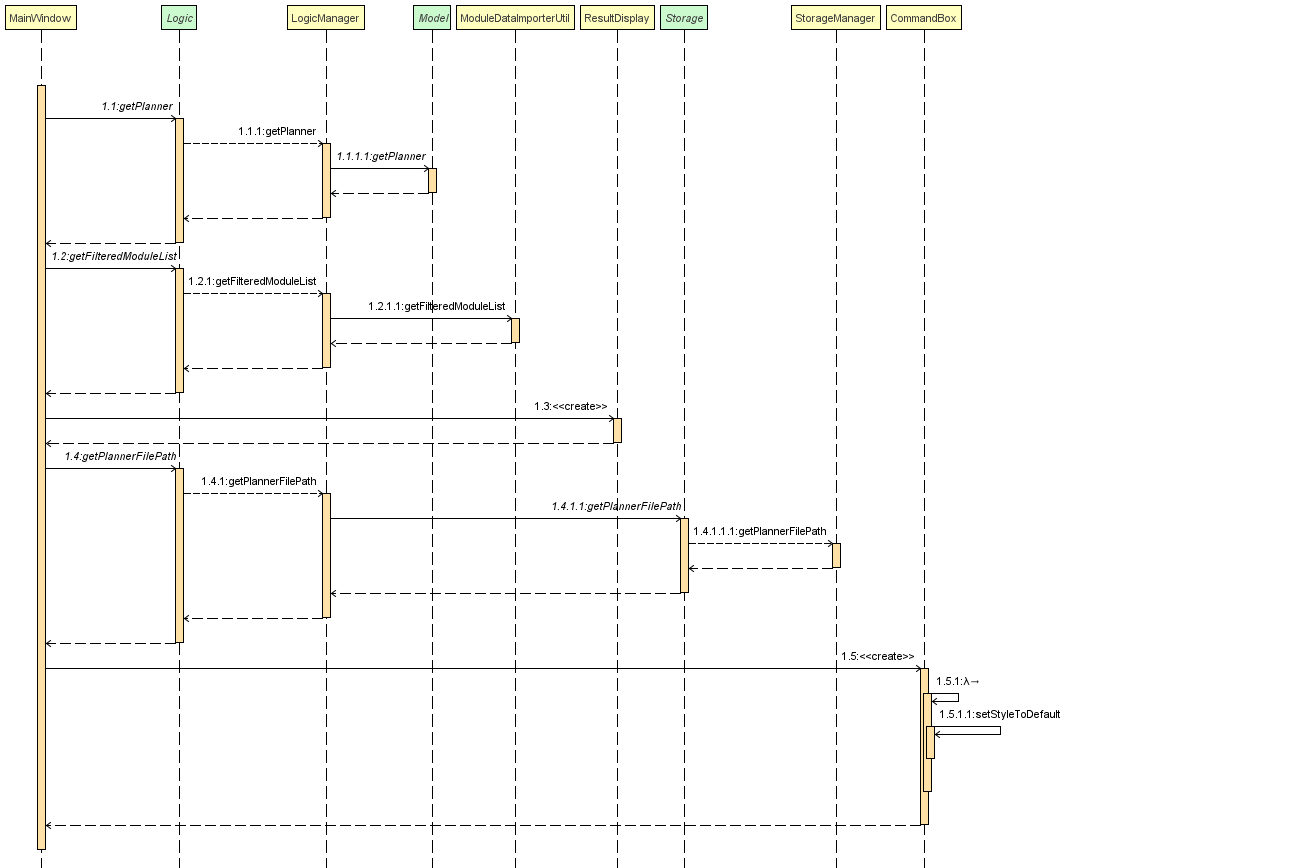 MainWindow
Logic
LogicManager
Model
ModuleDataImporterUtil
ResultDisplay
Storage
StorageManager
CommandBox
1.1:getPlanner
1.1.1:getPlanner
1.1.1.1:getPlanner
1.2:getFilteredModuleList
1.2.1:getFilteredModuleList
1.2.1.1:getFilteredModuleList
1.3:<<create>>
1.4:getPlannerFilePath
1.4.1:getPlannerFilePath
1.4.1.1:getPlannerFilePath
1.4.1.1.1:getPlannerFilePath
1.5:<<create>>
1.5.1:λ→
1.5.1.1:setStyleToDefault